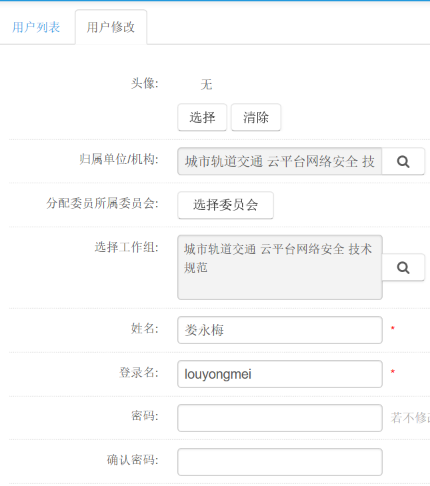 用户列表 用户修改
头像: 无
选择 清除
归属单位/机构: 城市轨道交通 云平台网络安全 技
分配委员所属委员会: 选择委员会
选择工作组: 城市轨道交通 云平台网络安全 技术
规范
姓名: 娄永梅 *
登录名: louyongmei *
密码: 若不修
确认密码: